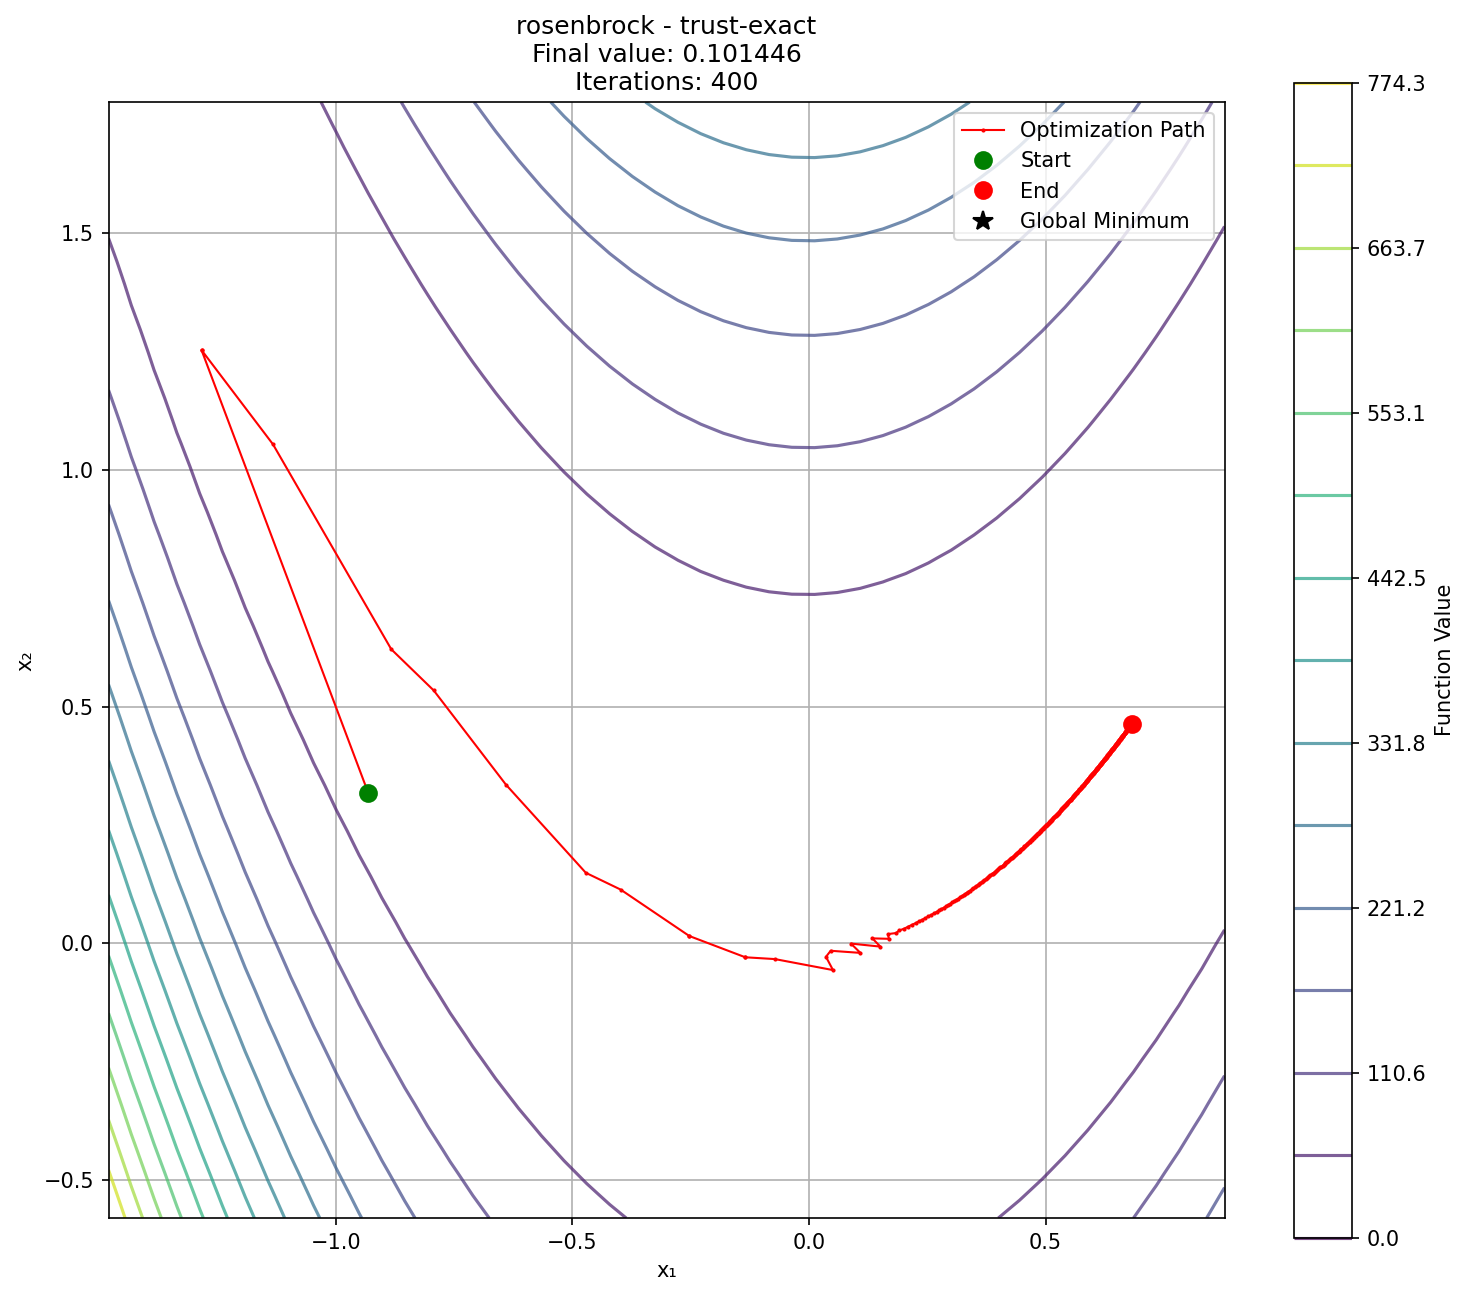 rosenbrock - trust-exact
Final value: 0.101446
Iterations: 400
Optimization Path
Start
End
Global Minimum
1.5
1.0
0.5
0.0
−0.5
x₂
−1.0
−0.5
0.0
0.5
x₁
774.3
663.7
553.1
442.5
331.8
221.2
110.6
0.0
Function Value